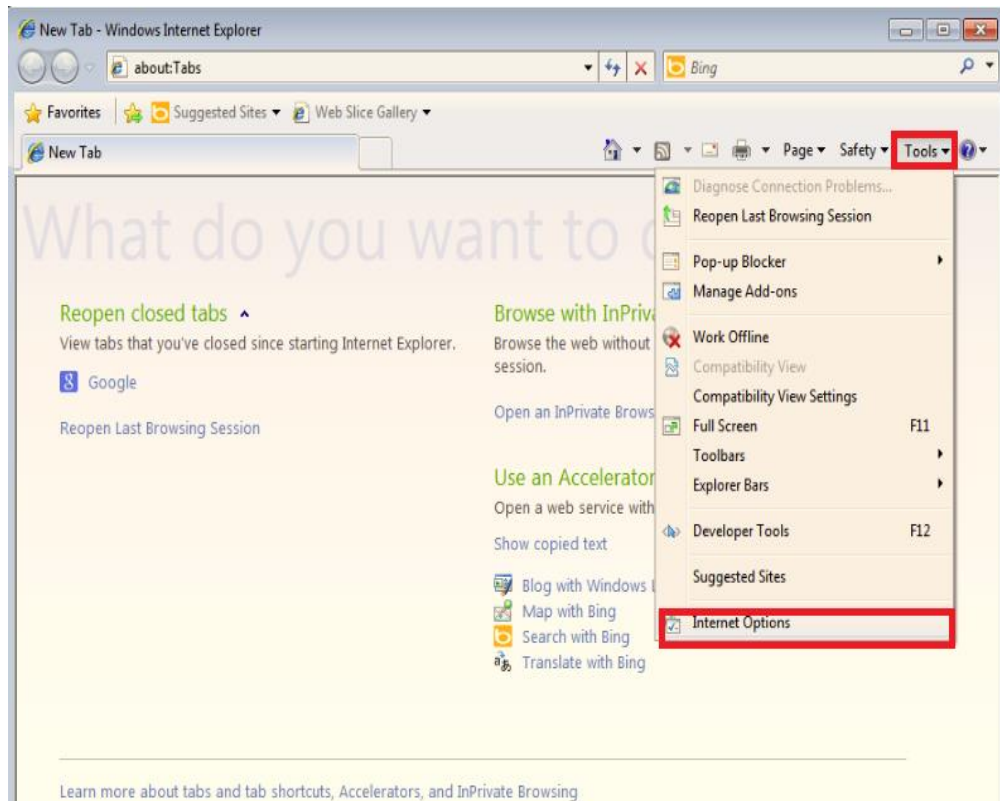 New Tab - Windows Internet Explorer
about:Tabs
Bing
Favorites
Suggested Sites
Web Slice Gallery
New Tab
Page
Safety
Tools
What do you want to
Diagnose Connection Problems...
Reopen Last Browsing Session
Pop-up Blocker
Manage Add-ons
Work Offline
Compatibility View
Compatibility View Settings
Full Screen F11
Toolbars
Explorer Bars
Developer Tools F12
Suggested Sites
Internet Options
Reopen closed tabs
View tabs that you've closed since starting Internet Explorer.
8 Google
Reopen Last Browsing Session
Browse with InPriv
Browse the web without
session.
Open an InPrivate Brows
Use an Accelerator
Open a web service with
Show copied text
Blog with Windows
Map with Bing
Search with Bing
Translate with Bing
Learn more about tabs and tab shortcuts, Accelerators, and InPrivate Browsing